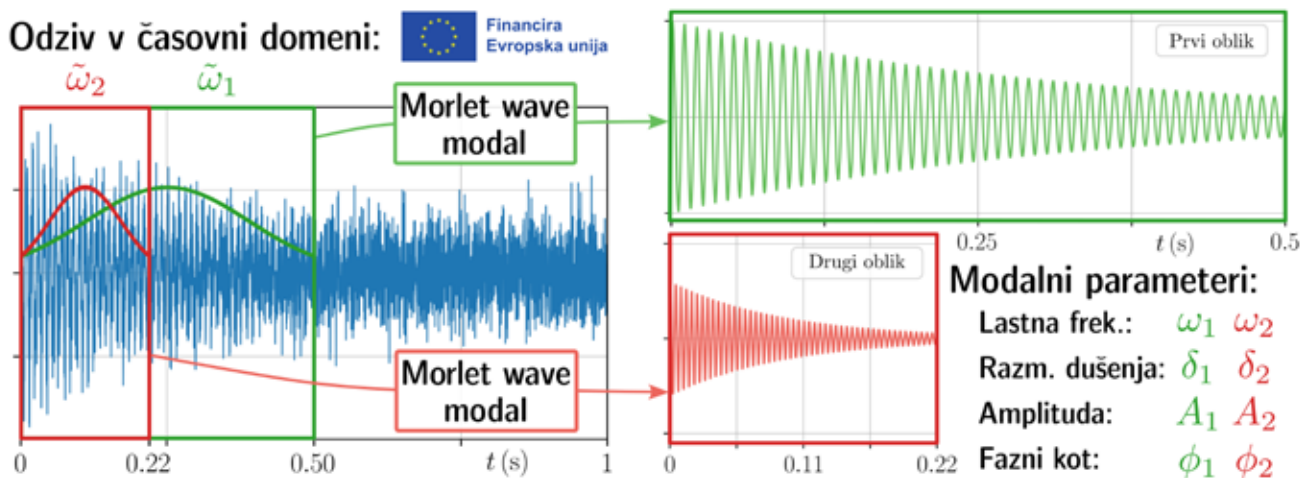 Odziv v časovni domeni:
Financira
Evropska unija
ω̃₂ ω̃₁
Morlet wave
modal
Morlet wave
modal
0 0.22 0.50 t (s) 1
Prvi oblik
0.25 t (s) 0.5
Drugi oblik
0 0.11 0.22
Modalni parameteri:
Lastna frek.: ω₁ ω₂
Razm. dušenja: δ₁ δ₂
Amplituda: A₁ A₂
Fazni kot: ϕ₁ ϕ₂